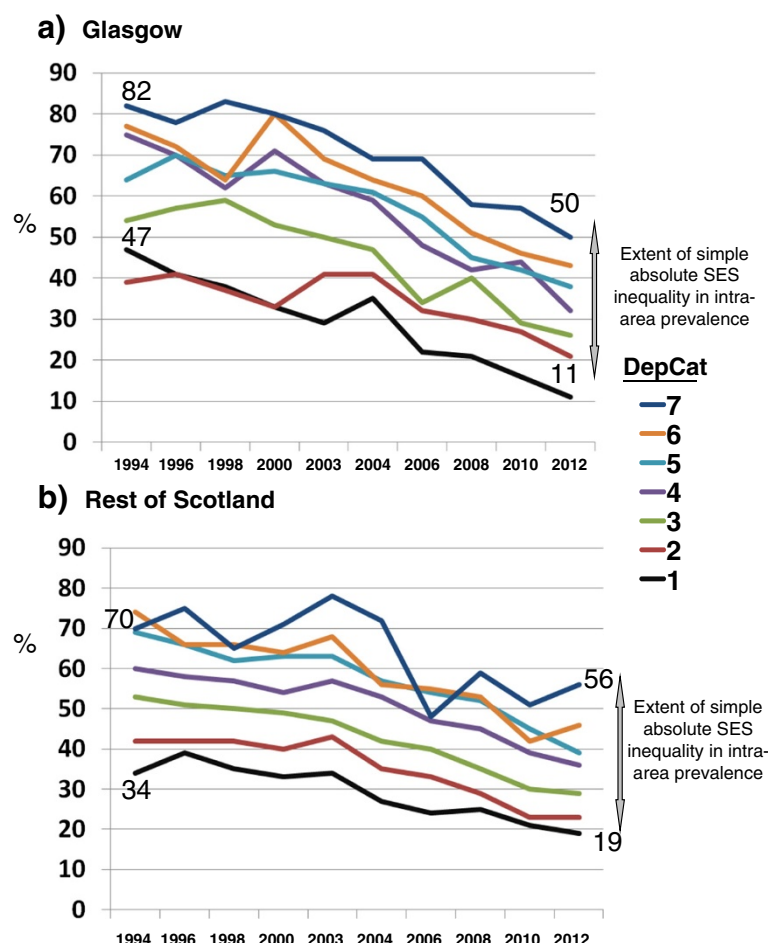 a) Glasgow
90
82
80
70
60
50
50
%
47
40
30
20
11
10
0
1994 1996 1998 2000 2003 2004 2006 2008 2010 2012
Extent of simple
absolute SES
inequality in intra-
area prevalence
DepCat
7
6
5
4
3
2
1
b) Rest of Scotland
90
80
70
70
%
60
56
50
40
30
34
20
19
10
0
1994 1996 1998 2000 2003 2004 2006 2008 2010 2012
Extent of simple
absolute SES
inequality in intra-
area prevalence